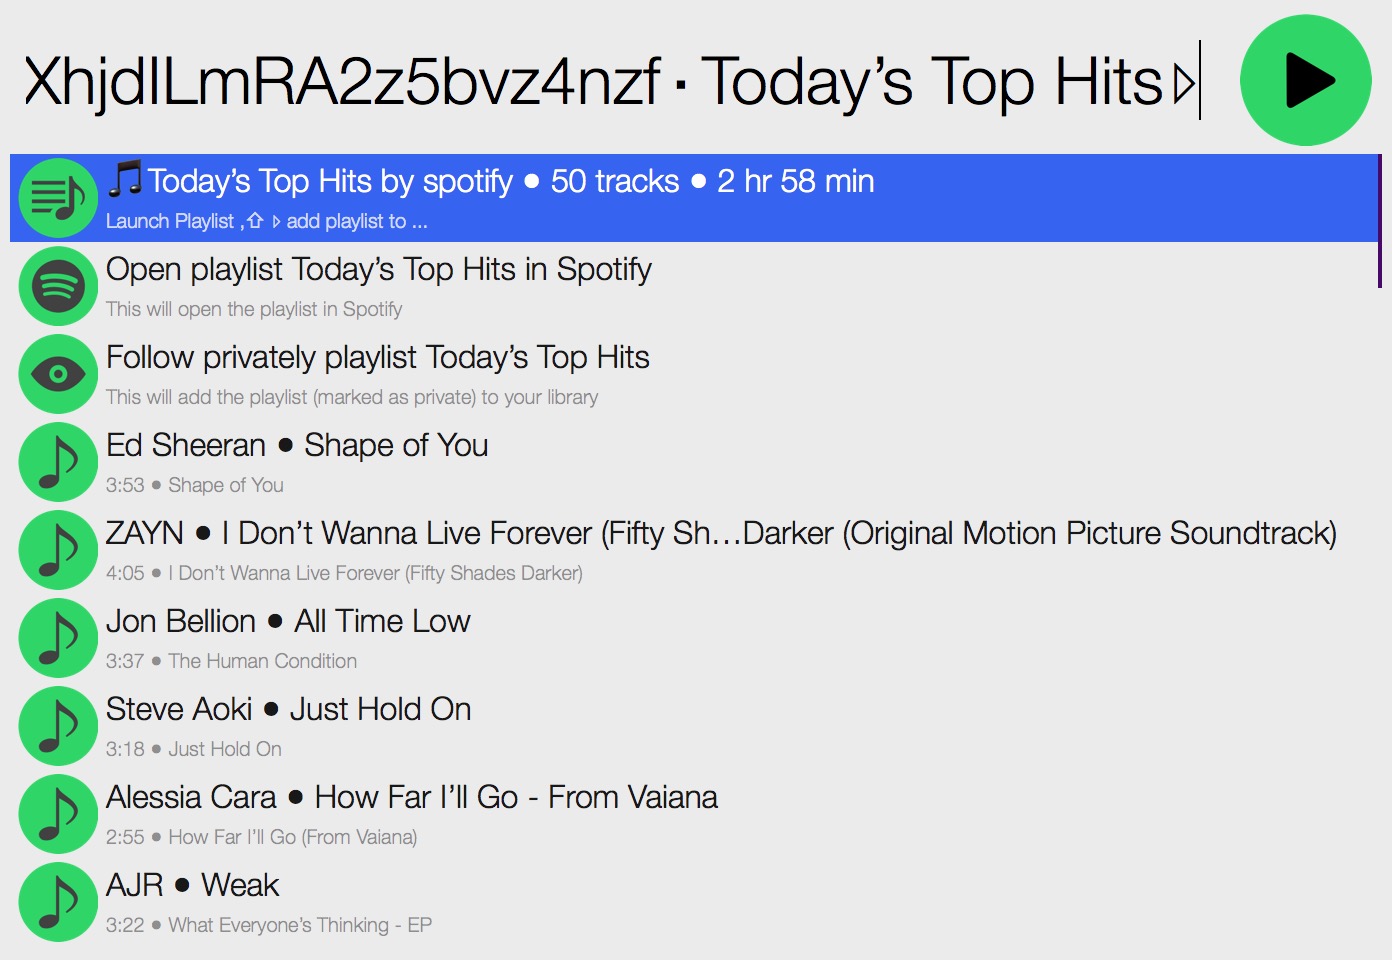 XhjdILmRA2z5bvz4nzf · Today’s Top Hits ▷
🎵Today’s Top Hits by spotify ● 50 tracks ● 2 hr 58 min
Launch Playlist ,⇧ ▹ add playlist to ...
Open playlist Today’s Top Hits in Spotify
This will open the playlist in Spotify
Follow privately playlist Today’s Top Hits
This will add the playlist (marked as private) to your library
Ed Sheeran ● Shape of You
3:53 ● Shape of You
ZAYN ● I Don’t Wanna Live Forever (Fifty Sh…Darker (Original Motion Picture Soundtrack)
4:05 ● I Don’t Wanna Live Forever (Fifty Shades Darker)
Jon Bellion ● All Time Low
3:37 ● The Human Condition
Steve Aoki ● Just Hold On
3:18 ● Just Hold On
Alessia Cara ● How Far I’ll Go - From Vaiana
2:55 ● How Far I’ll Go (From Vaiana)
AJR ● Weak
3:22 ● What Everyone’s Thinking - EP